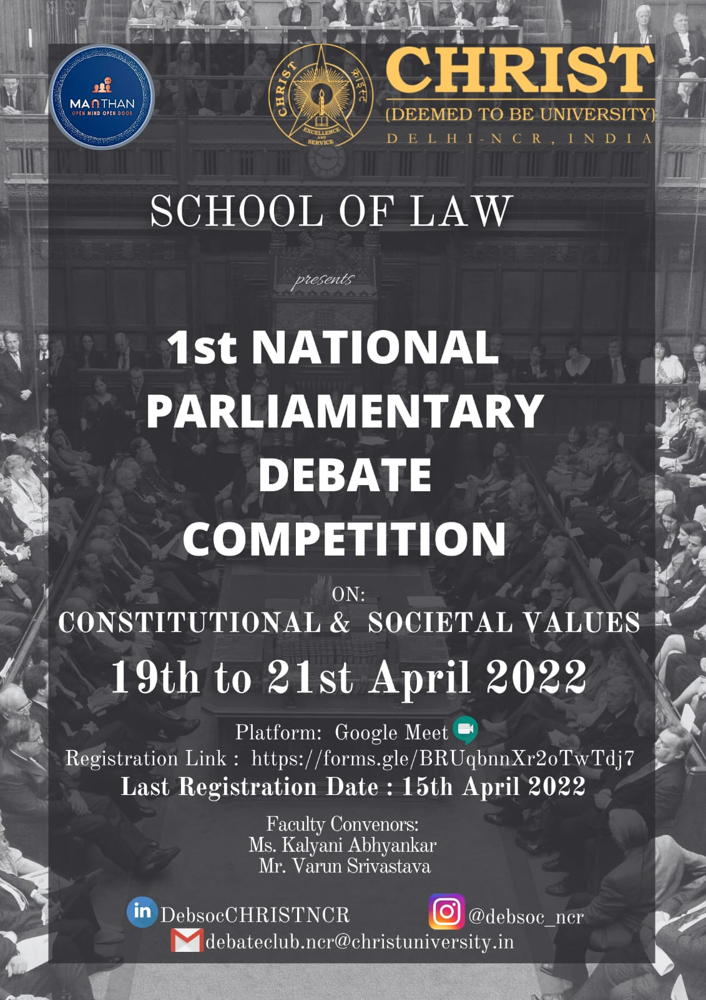 MANTHAN
OPEN MIND OPEN DOOR
CHRIST
क्राइस्ट
EXCELLENCE
AND
SERVICE
CHRIST
(DEEMED TO BE UNIVERSITY)
DELHI-NCR, INDIA
SCHOOL OF LAW
presents
1st NATIONAL
PARLIAMENTARY
DEBATE
COMPETITION
ON:
CONSTITUTIONAL & SOCIETAL VALUES
19th to 21st April 2022
Platform: Google Meet
Registration Link : https://forms.gle/BRUqbnnXr2oTwTdj7
Last Registration Date : 15th April 2022
Faculty Convenors:
Ms. Kalyani Abhyankar
Mr. Varun Srivastava
in DebsocCHRISTNCR
@debsoc_ncr
debateclub.ncr@christuniversity.in